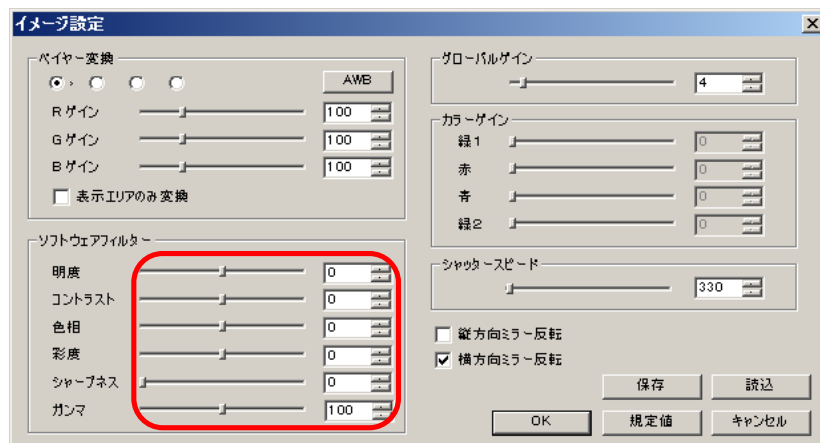 イメージ設定
ベイヤー変換
AWB
Rゲイン 100
Gゲイン 100
Bゲイン 100
表示エリアのみ変換
ソフトウェアフィルター
明度 0
コントラスト 0
色相 0
彩度 0
シャープネス 0
ガンマ 100
グローバルゲイン
4
カラーゲイン
緑1 0
赤 0
青 0
緑2 0
シャッタースピード
330
縦方向ミラー反転
横方向ミラー反転
保存 読込
OK 規定値 キャンセル